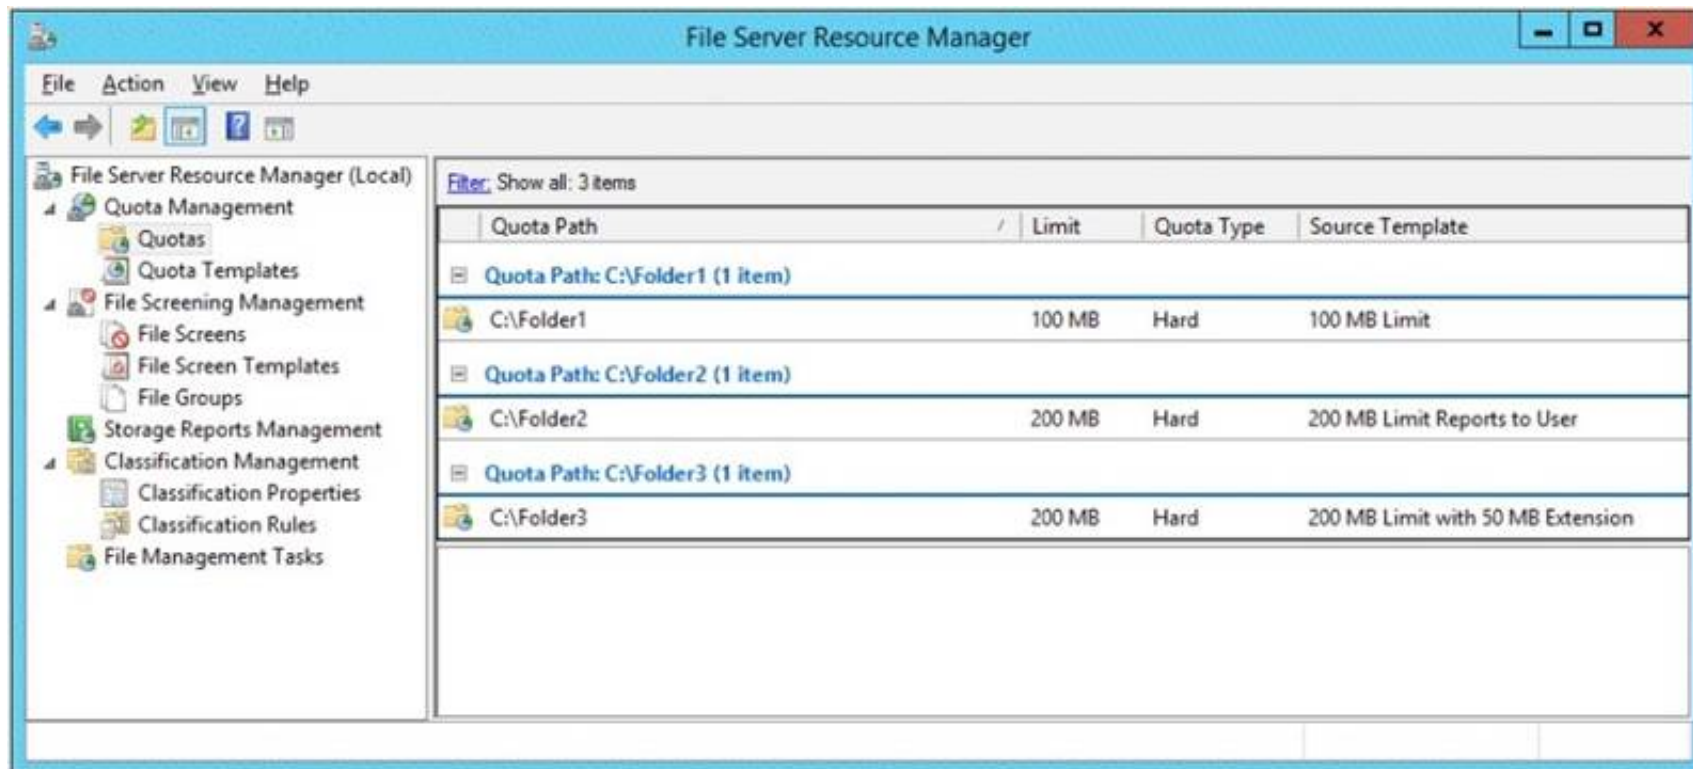 File Server Resource Manager
File Action View Help
File Server Resource Manager (Local)
Quota Management
Quotas
Quota Templates
File Screening Management
File Screens
File Screen Templates
File Groups
Storage Reports Management
Classification Management
Classification Properties
Classification Rules
File Management Tasks
Filter: Show all: 3 items
Quota Path / Limit Quota Type Source Template
Quota Path: C:\Folder1 (1 item)
C:\Folder1 100 MB Hard 100 MB Limit
Quota Path: C:\Folder2 (1 item)
C:\Folder2 200 MB Hard 200 MB Limit Reports to User
Quota Path: C:\Folder3 (1 item)
C:\Folder3 200 MB Hard 200 MB Limit with 50 MB Extension